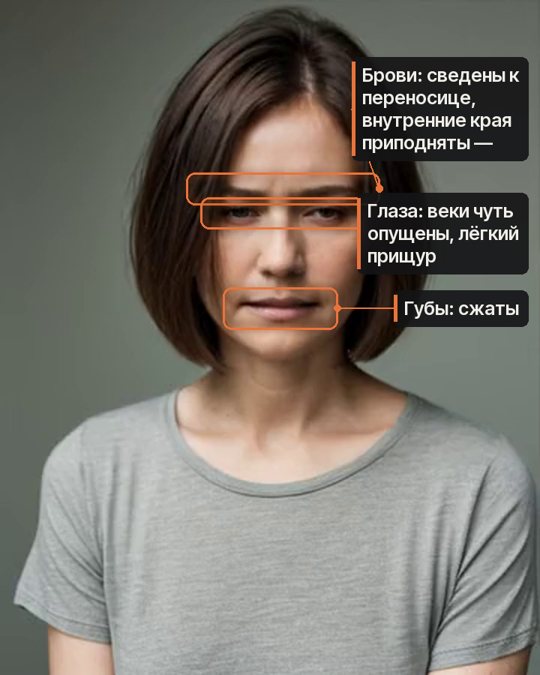 Брови: сведены к
переносице,
внутренние края
приподняты —
Глаза: веки чуть
опущены, лёгкий
прищур
Губы: сжаты